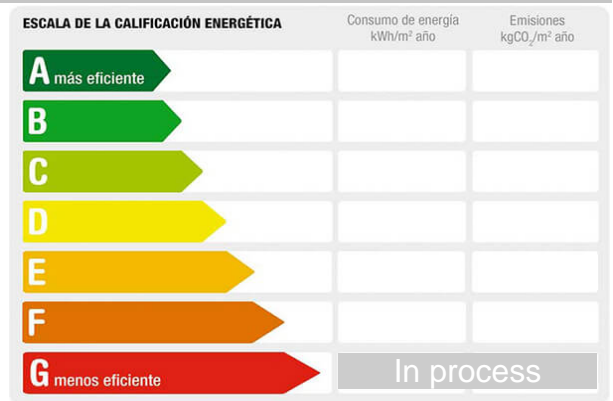 ESCALA DE LA CALIFICACIÓN ENERGÉTICA
Consumo de energía
kWh/m² año
Emisiones
kgCO₂/m² año
A más eficiente
B
C
D
E
F
G menos eficiente
In process